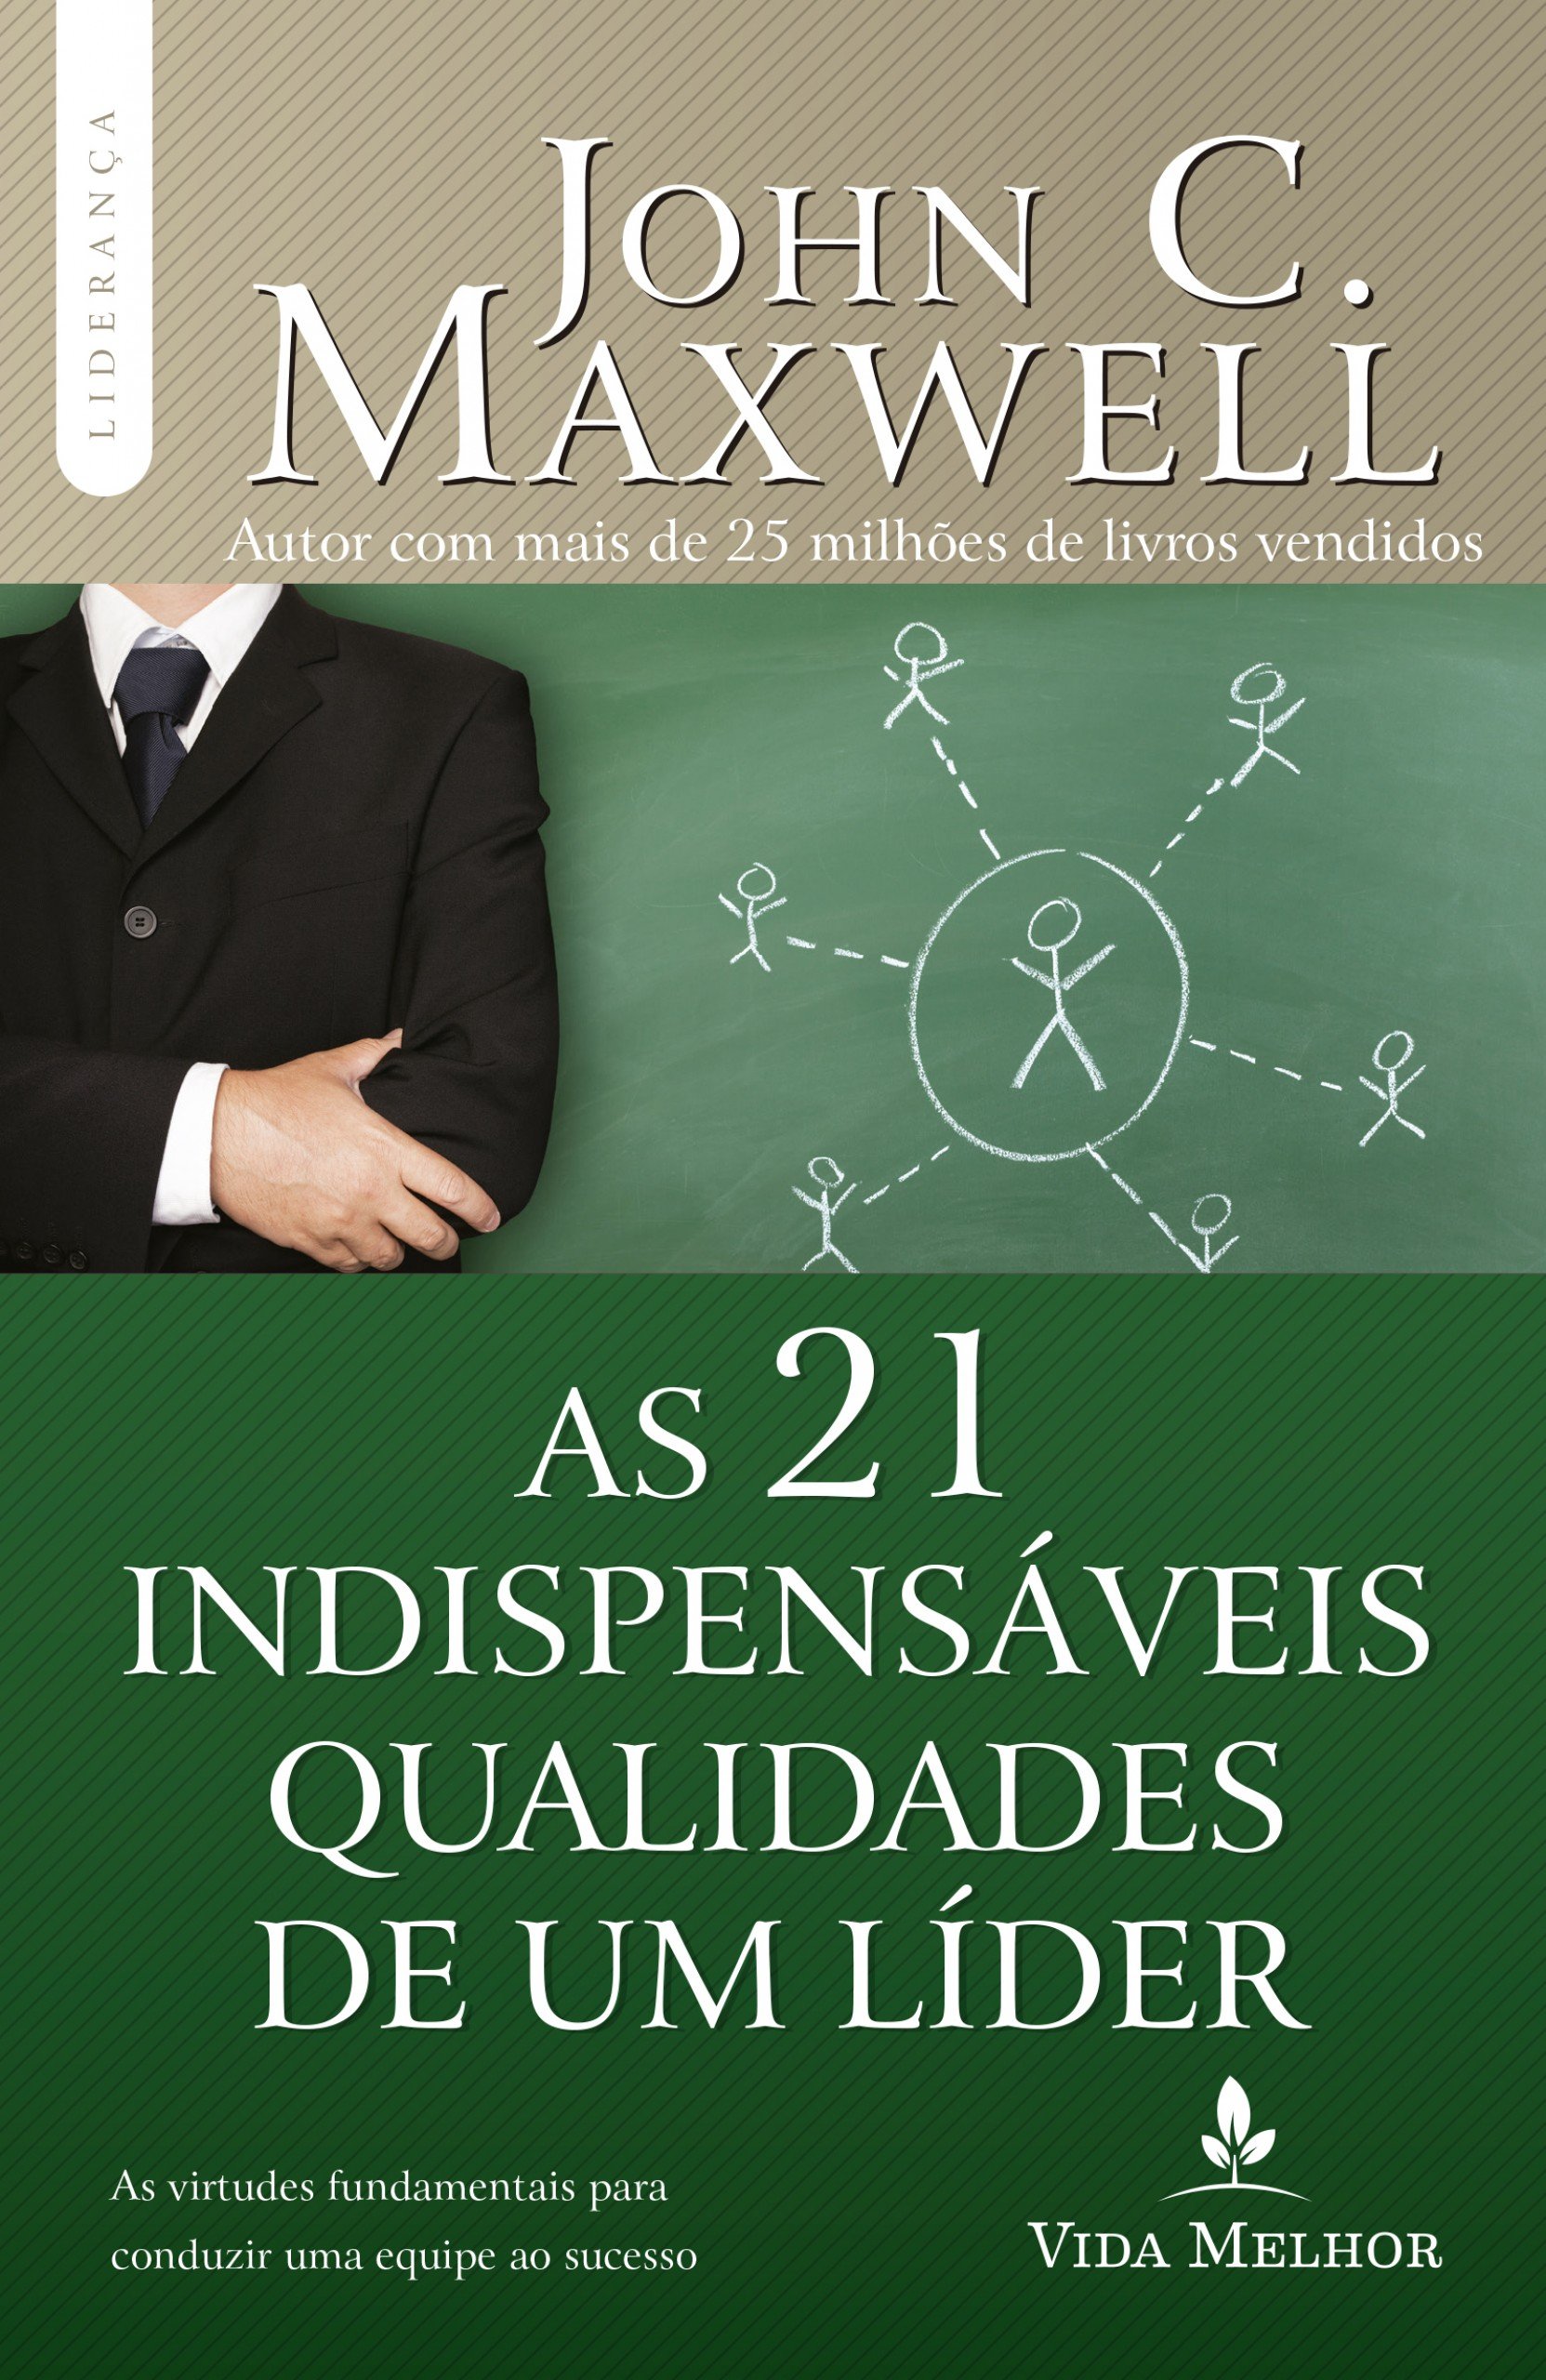 LIDERANÇA
JOHN C.
MAXWELL
Autor com mais de 25 milhões de livros vendidos
AS 21
INDISPENSÁVEIS
QUALIDADES
DE UM LÍDER
As virtudes fundamentais para
conduzir uma equipe ao sucesso
VIDA MELHOR